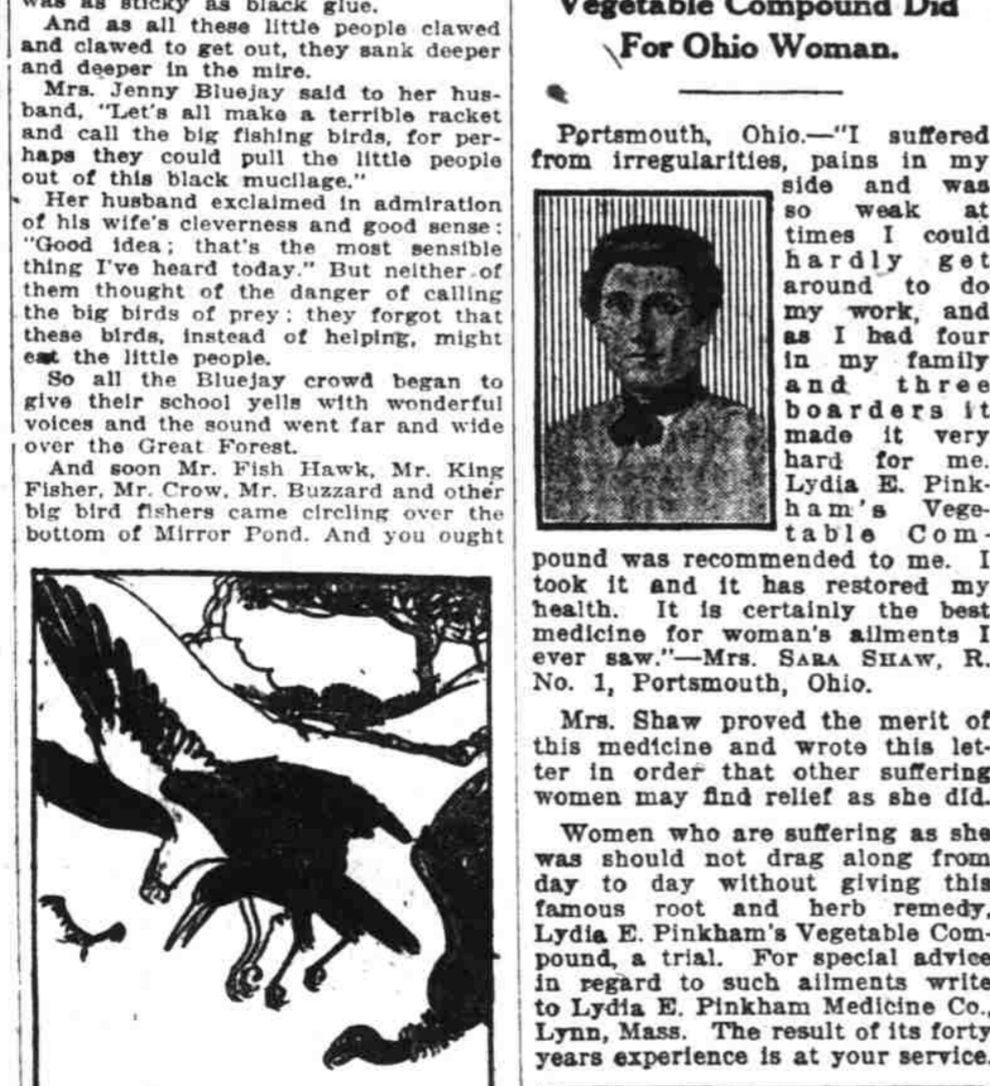 was as sticky as black glue.
And as all these little people clawed
and clawed to get out, they sank deeper
and deeper in the mire.
Mrs. Jenny Bluejay said to her hus-
band, "Let's all make a terrible racket
and call the big fishing birds, for per-
haps they could pull the little people
out of this black mucilage."
Her husband exclaimed in admiration
of his wife's cleverness and good sense:
"Good idea; that's the most sensible
thing I've heard today." But neither of
them thought of the danger of calling
the big birds of prey; they forgot that
these birds, instead of helping, might
eat the little people.
So all the Bluejay crowd began to
give their school yells with wonderful
voices and the sound went far and wide
over the Great Forest.
And soon Mr. Fish Hawk, Mr. King
Fisher, Mr. Crow, Mr. Buzzard and other
big bird fishers came circling over the
bottom of Mirror Pond. And you ought
Vegetable Compound Did
For Ohio Woman.
Portsmouth, Ohio.—"I suffered
from irregularities, pains in my
side and was
so weak at
times I could
hardly get
around to do
my work, and
as I had four
in my family
and three
boarders it
made it very
hard for me.
Lydia E. Pink-
ham's Vege-
table Com-
pound was recommended to me. I
took it and it has restored my
health. It is certainly the best
medicine for woman's ailments I
ever saw."—Mrs. SARA SHAW, R.
No. 1, Portsmouth, Ohio.
Mrs. Shaw proved the merit of
this medicine and wrote this let-
ter in order that other suffering
women may find relief as she did.
Women who are suffering as she
was should not drag along from
day to day without giving this
famous root and herb remedy,
Lydia E. Pinkham's Vegetable Com-
pound, a trial. For special advice
in regard to such ailments write
to Lydia E. Pinkham Medicine Co.,
Lynn, Mass. The result of its forty
years experience is at your service.